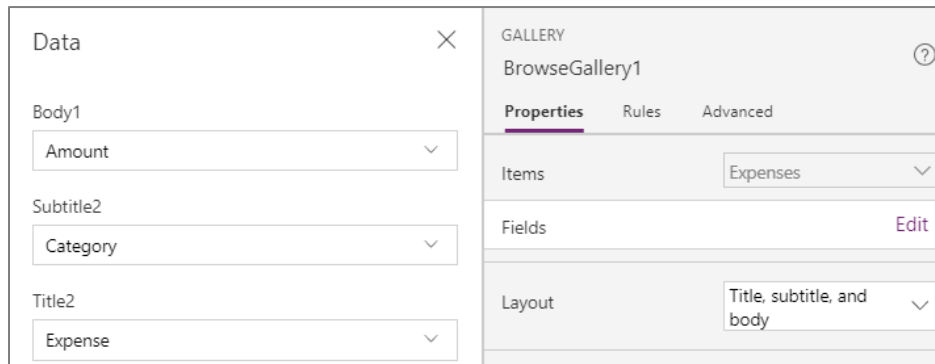 Data
Body1
Amount
Subtitle2
Category
Title2
Expense
GALLERY
BrowseGallery1
?
Properties Rules Advanced
Items Expenses
Fields Edit
Layout Title, subtitle, and
body